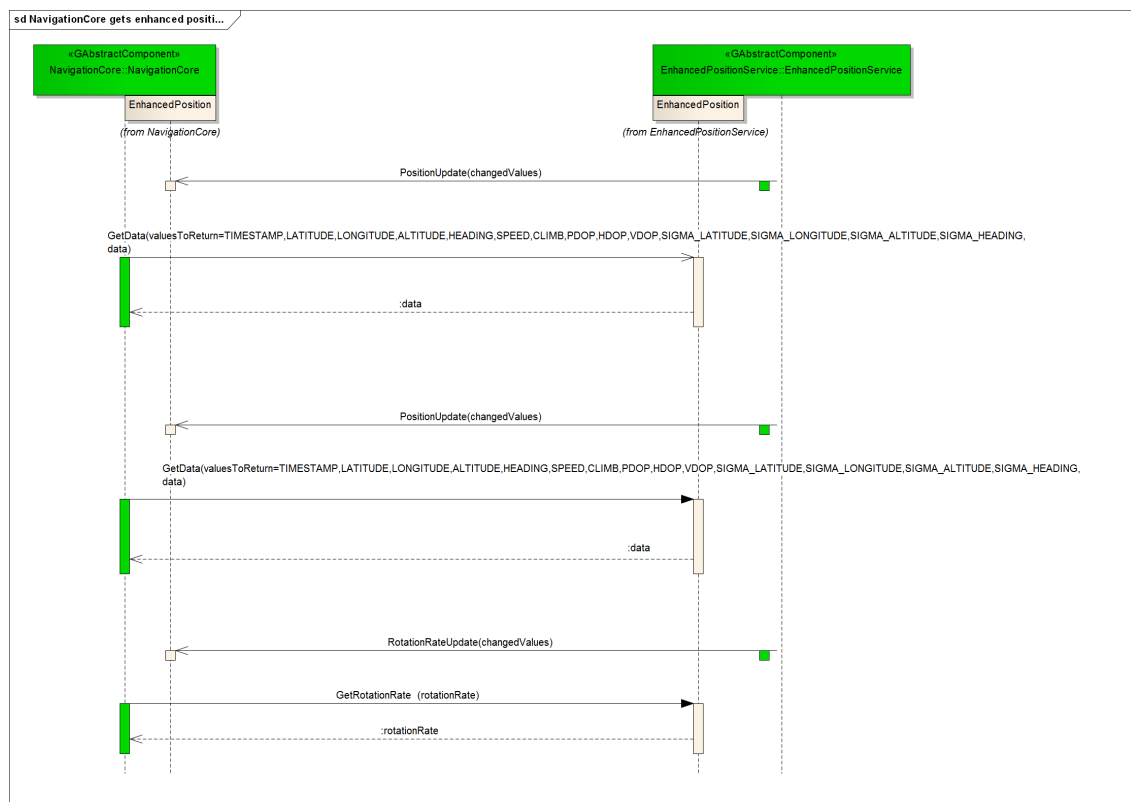 sd NavigationCore gets enhanced positi...
«GAbstractComponent»
NavigationCore::NavigationCore
«GAbstractComponent»
EnhancedPositionService::EnhancedPositionService
EnhancedPosition
EnhancedPosition
(from NavigationCore)
(from EnhancedPositionService)
PositionUpdate(changedValues)
GetData(valuesToReturn=TIMESTAMP,LATITUDE,LONGITUDE,ALTITUDE,HEADING,SPEED,CLIMB,PDOP,HDOP,VDOP,SIGMA_LATITUDE,SIGMA_LONGITUDE,SIGMA_ALTITUDE,SIGMA_HEADING,
data)
:data
PositionUpdate(changedValues)
GetData(valuesToReturn=TIMESTAMP,LATITUDE,LONGITUDE,ALTITUDE,HEADING,SPEED,CLIMB,PDOP,HDOP,VDOP,SIGMA_LATITUDE,SIGMA_LONGITUDE,SIGMA_ALTITUDE,SIGMA_HEADING,
data)
:data
RotationRateUpdate(changedValues)
GetRotationRate (rotationRate)
:rotationRate